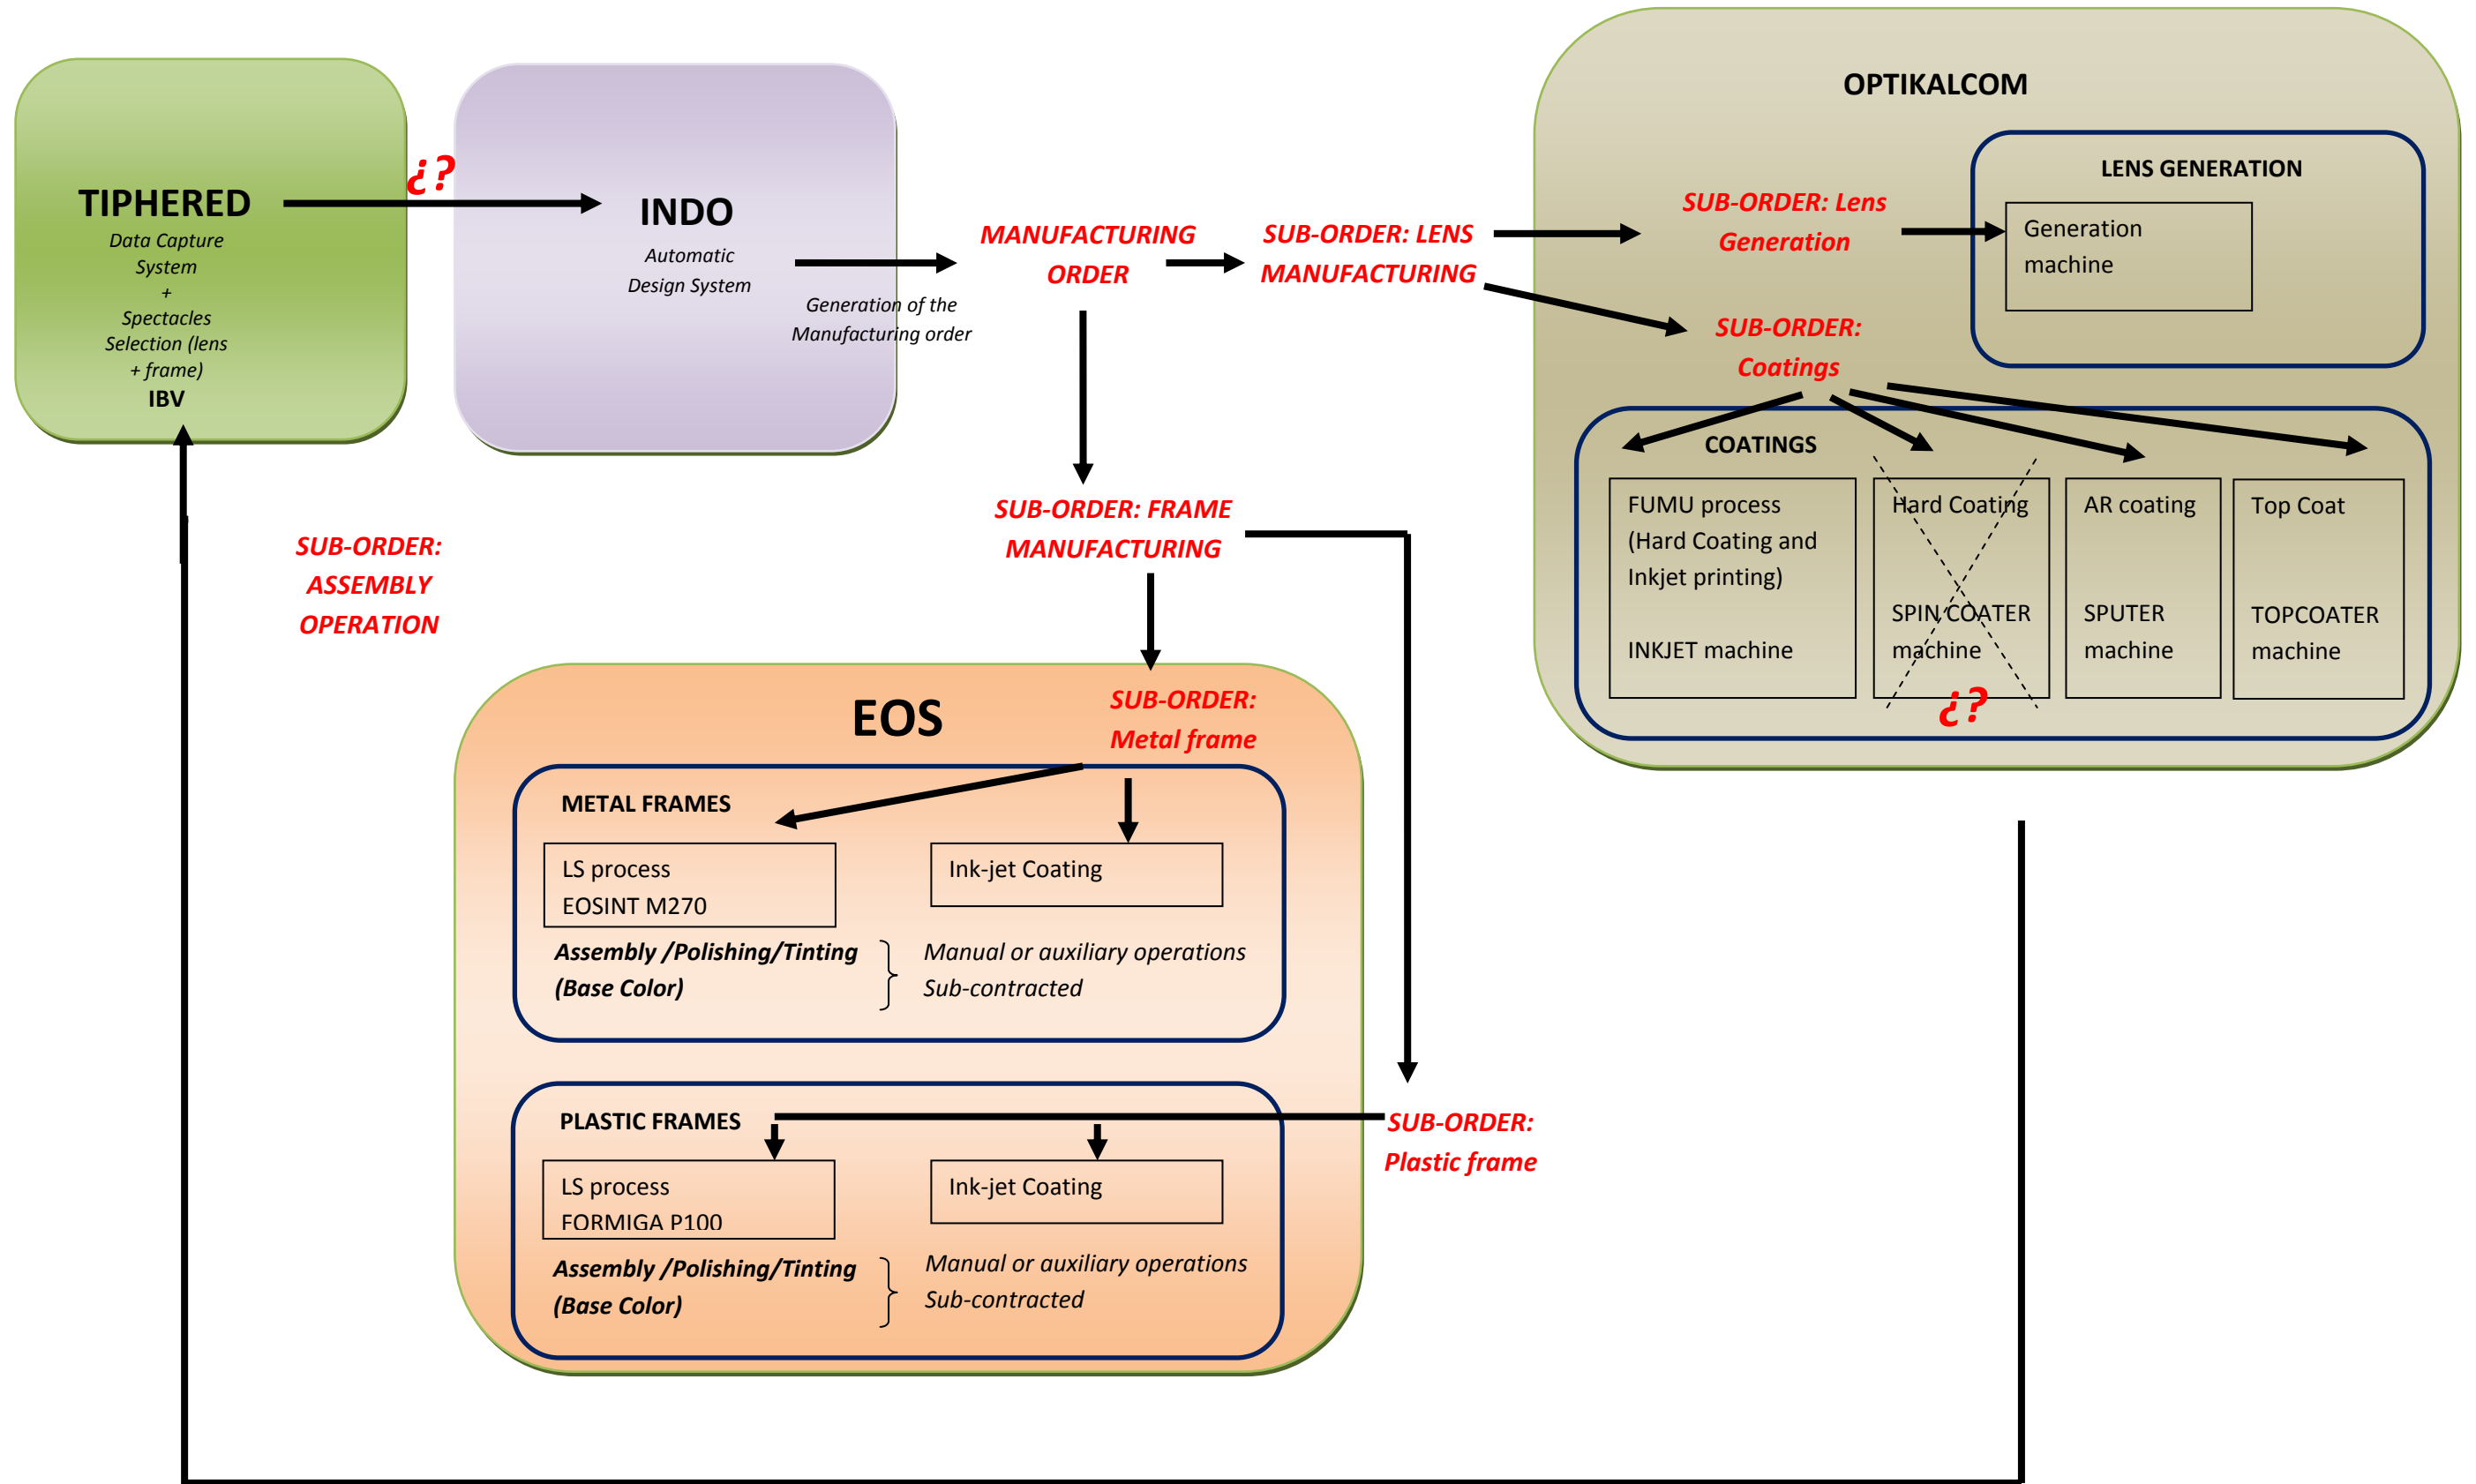 TIPHERED
Data Capture
System
+
Spectacles
Selection (lens
+ frame)
IBV
¿?
INDO
Automatic
Design System
Generation of the
Manufacturing order
MANUFACTURING
ORDER
SUB-ORDER: LENS
MANUFACTURING
OPTIKALCOM
SUB-ORDER: Lens
Generation
LENS GENERATION
Generation
machine
SUB-ORDER:
Coatings
COATINGS
FUMU process
(Hard Coating and
Inkjet printing)
INKJET machine
Hard Coating
SPIN COATER
machine
¿?
AR coating
SPUTER
machine
Top Coat
TOPCOATER
machine
SUB-ORDER: FRAME
MANUFACTURING
SUB-ORDER:
ASSEMBLY
OPERATION
EOS
SUB-ORDER:
Metal frame
METAL FRAMES
LS process
EOSINT M270
Ink-jet Coating
Assembly /Polishing/Tinting
(Base Color)
Manual or auxiliary operations
Sub-contracted
PLASTIC FRAMES
LS process
FORMIGA P100
Ink-jet Coating
Assembly /Polishing/Tinting
(Base Color)
Manual or auxiliary operations
Sub-contracted
SUB-ORDER:
Plastic frame